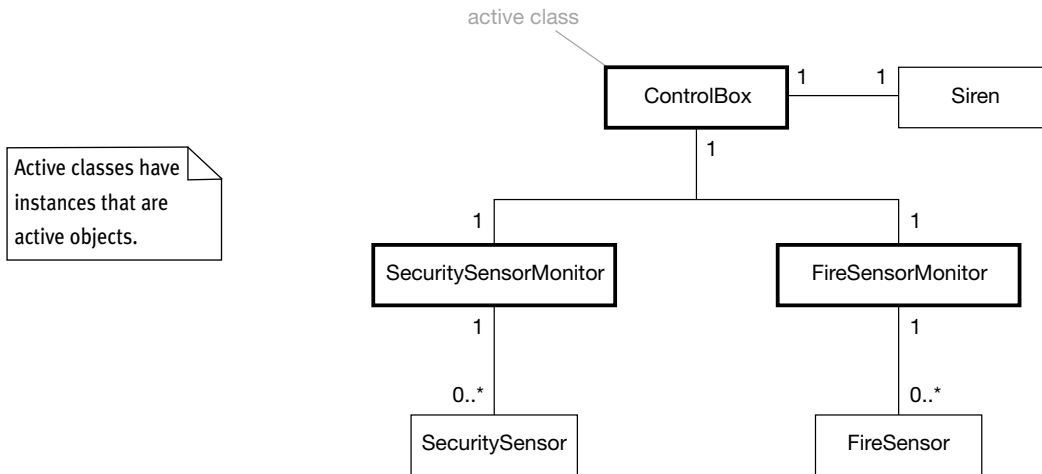 active class
ControlBox
1
1
Siren
1
Active classes have
instances that are
active objects.
1
1
SecuritySensorMonitor
FireSensorMonitor
1
1
0..*
0..*
SecuritySensor
FireSensor